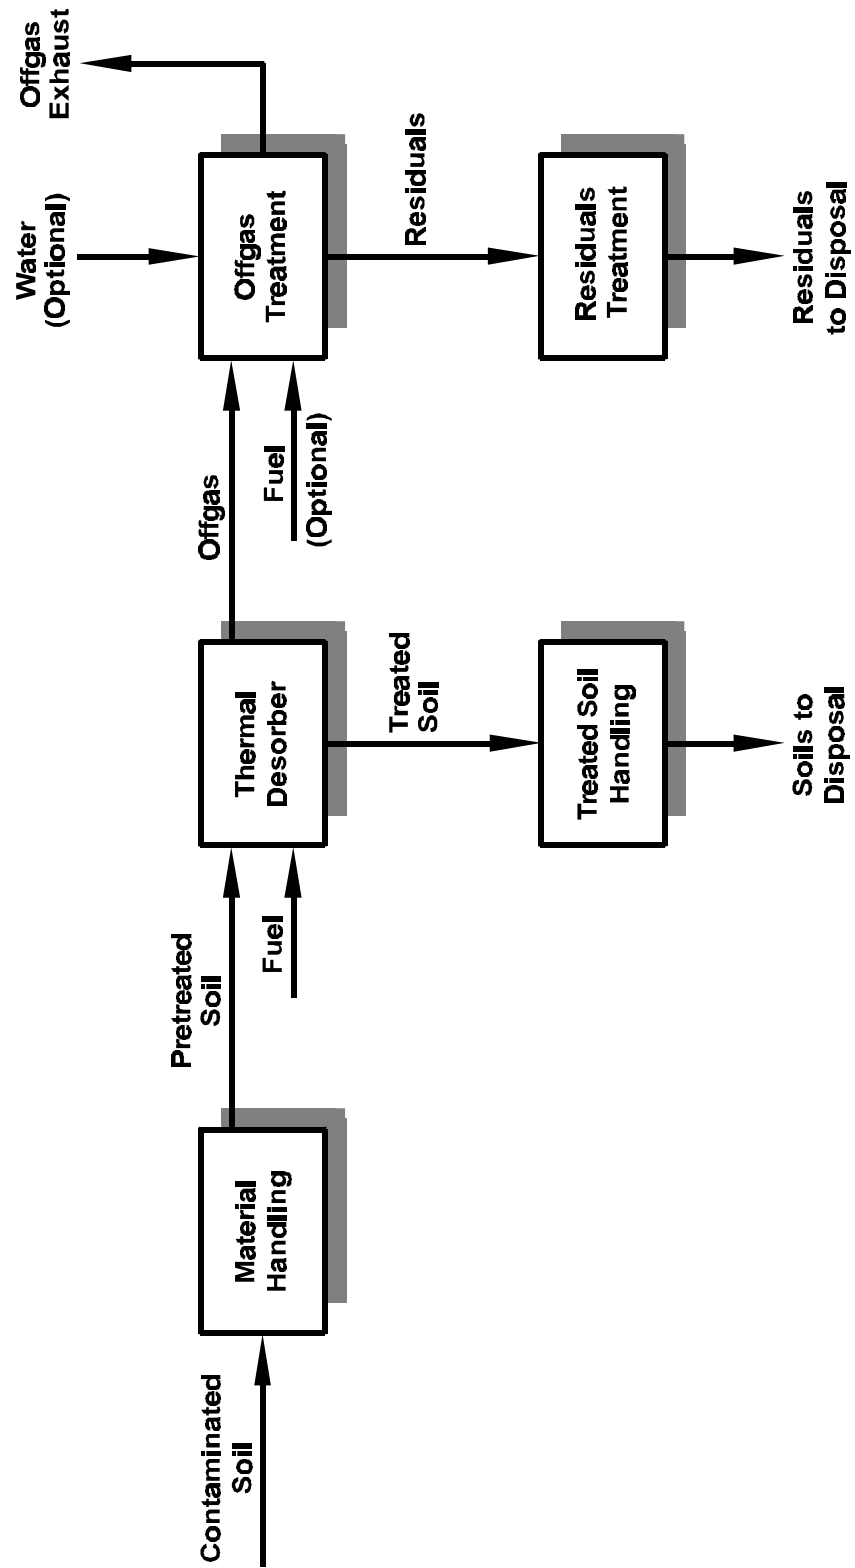 Contaminated
Soil
Material
Handling
Pretreated
Soil
Fuel
Thermal
Desorber
Treated
Soil
Treated Soil
Handling
Soils to
Disposal
Offgas
Fuel
(Optional)
Water
(Optional)
Offgas
Treatment
Offgas
Exhaust
Residuals
Residuals
Treatment
Residuals
to Disposal